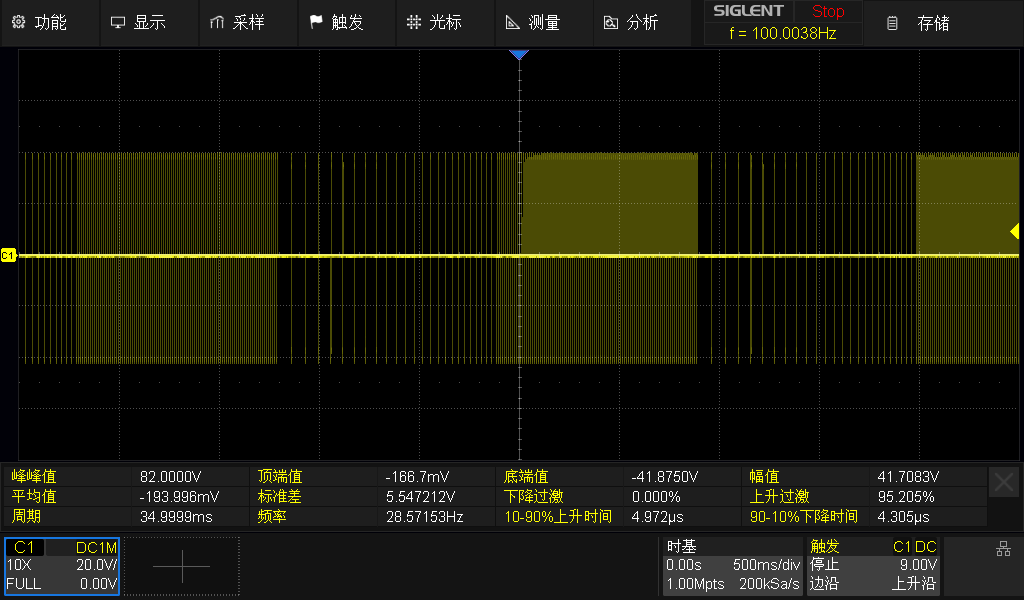 功能 显示 采样 触发 光标 测量 分析 SIGLENT Stop 存储
f = 100.0038Hz
C1
峰峰值 82.0000V 顶端值 -166.7mV 底端值 -41.8750V 幅值 41.7083V
平均值 -193.996mV 标准差 5.547212V 下降过激 0.000% 上升过激 95.205%
周期 34.9999ms 频率 28.57153Hz 10-90%上升时间 4.972µs 90-10%下降时间 4.305µs
C1 DC1M
10X 20.0V/
FULL 0.00V
时基
0.00s 500ms/div
1.00Mpts 200kSa/s
触发 C1 DC
停止 9.00V
边沿 上升沿